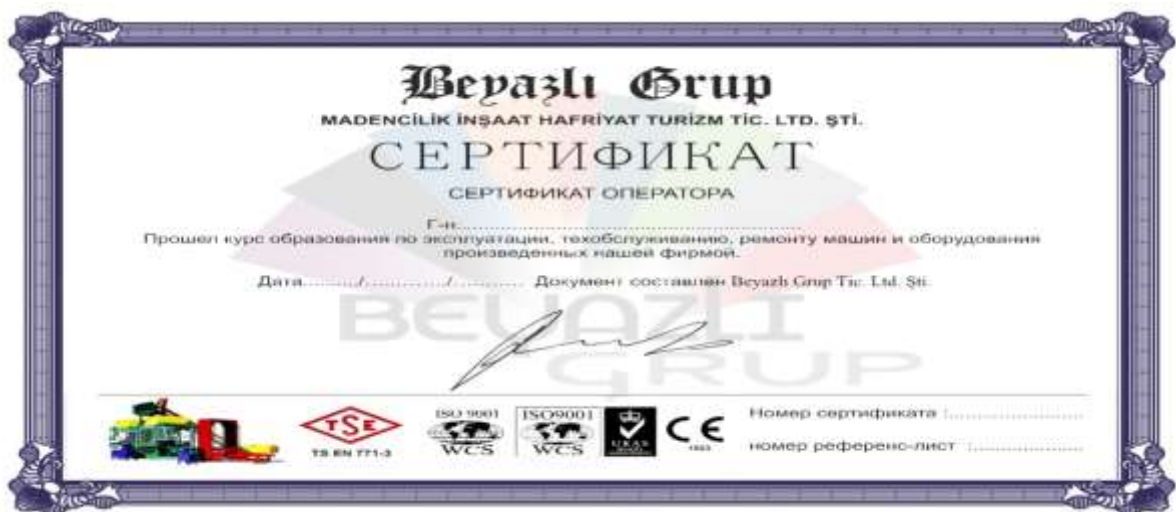 Beyazlı Grup
MADENCİLİK İNŞAAT HAFRİYAT TURİZM TİC. LTD. ŞTİ.
СЕРТИФИКАТ
СЕРТИФИКАТ ОПЕРАТОРА
Г-н.....................................
Прошел курс образования по эксплуатации, техобслуживанию, ремонту машин и оборудования
произведенных нашей фирмой.
Дата........../............../............ Документ составлен Beyazlı Grup Tic. Ltd. Şti.
BEYAZLI
GRUP
TSE
TS EN 771-3
ISO 9001
WCS
ISO9001
WCS
UKAS
CE
Номер сертификата :........................
номер референс-лист :....................